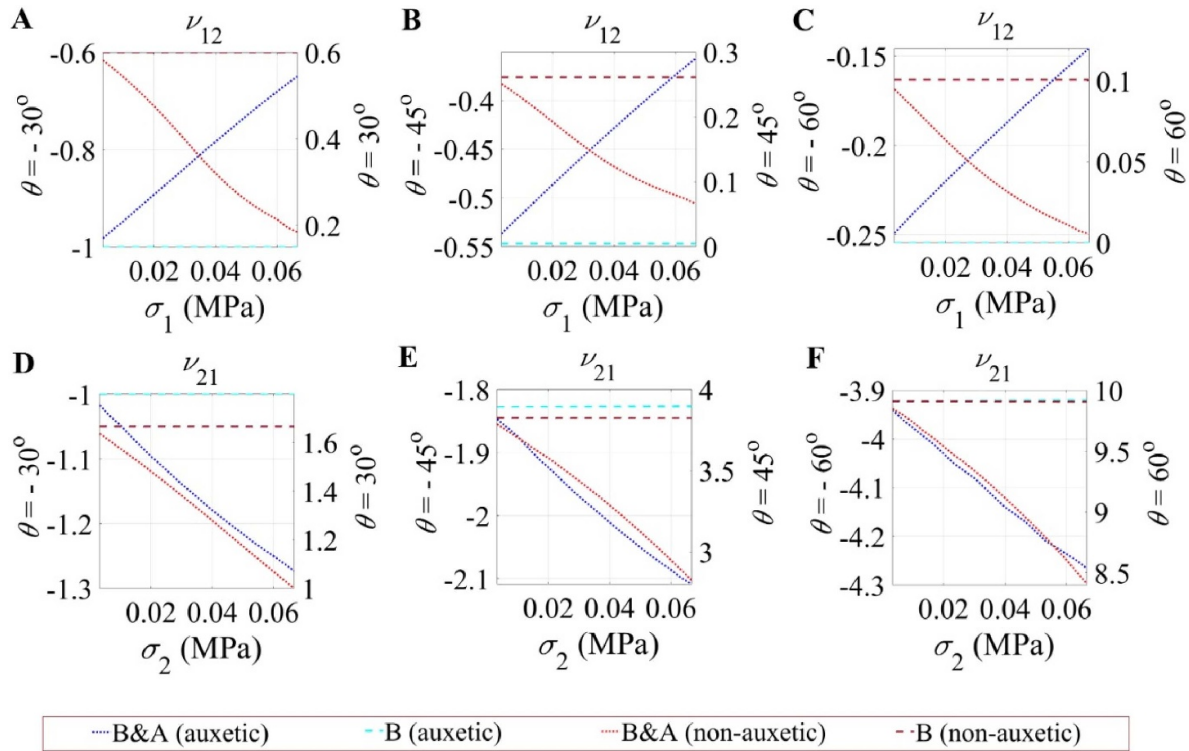 A
ν12
B
ν12
C
ν12
-0.6
-0.8
-1
θ = - 30°
0.6
0.4
0.2
θ = 30°
0.02 0.04 0.06
σ1 (MPa)
-0.4
-0.45
-0.5
-0.55
θ = - 45°
0.3
0.2
0.1
0
θ = 45°
0.02 0.04 0.06
σ1 (MPa)
-0.15
-0.2
-0.25
θ = - 60°
0.1
0.05
0
θ = 60°
0.02 0.04 0.06
σ1 (MPa)
D
ν21
E
ν21
F
ν21
-1
-1.1
-1.2
-1.3
θ = - 30°
1.6
1.4
1.2
1
θ = 30°
0.02 0.04 0.06
σ2 (MPa)
-1.8
-1.9
-2
-2.1
θ = - 45°
4
3.5
3
θ = 45°
0.02 0.04 0.06
σ2 (MPa)
-3.9
-4
-4.1
-4.2
-4.3
θ = - 60°
10
9.5
9
8.5
θ = 60°
0.02 0.04 0.06
σ2 (MPa)
B&A (auxetic) B (auxetic) B&A (non-auxetic) B (non-auxetic)